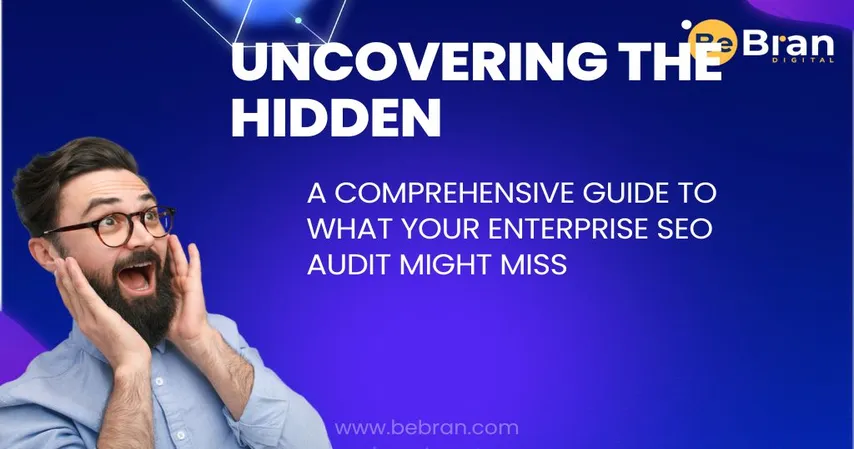 UNCOVERING THE
HIDDEN
BeBran
DIGITAL
A COMPREHENSIVE GUIDE TO
WHAT YOUR ENTERPRISE SEO
AUDIT MIGHT MISS
www.bebran.com